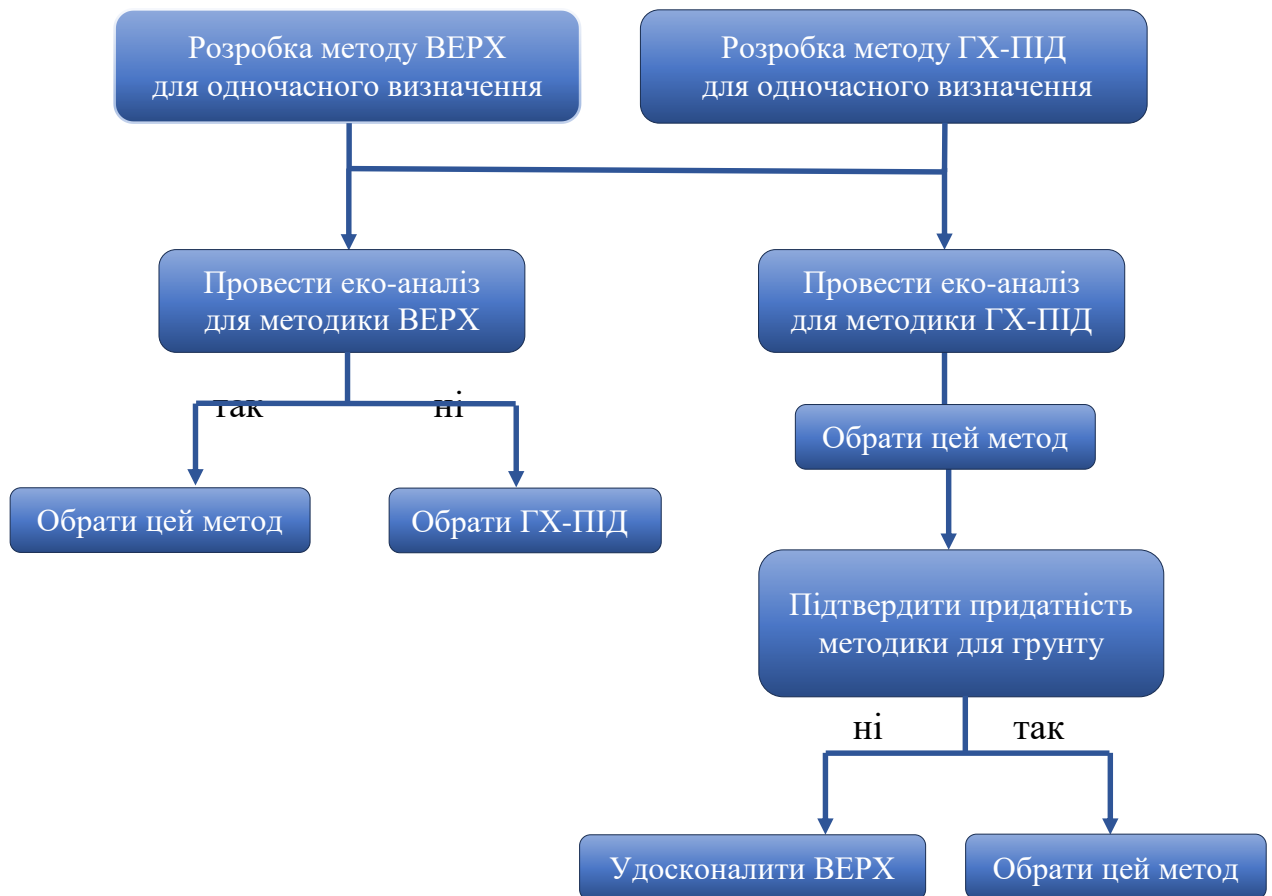 Розробка методу ВЕРХ
для одночасного визначення
Розробка методу ГХ-ПІД
для одночасного визначення
Провести еко-аналіз
для методики ВЕРХ
Провести еко-аналіз
для методики ГХ-ПІД
так
ні
Обрати цей метод
Обрати цей метод
Обрати ГХ-ПІД
Підтвердити придатність
методики для грунту
ні
так
Удосконалити ВЕРХ
Обрати цей метод